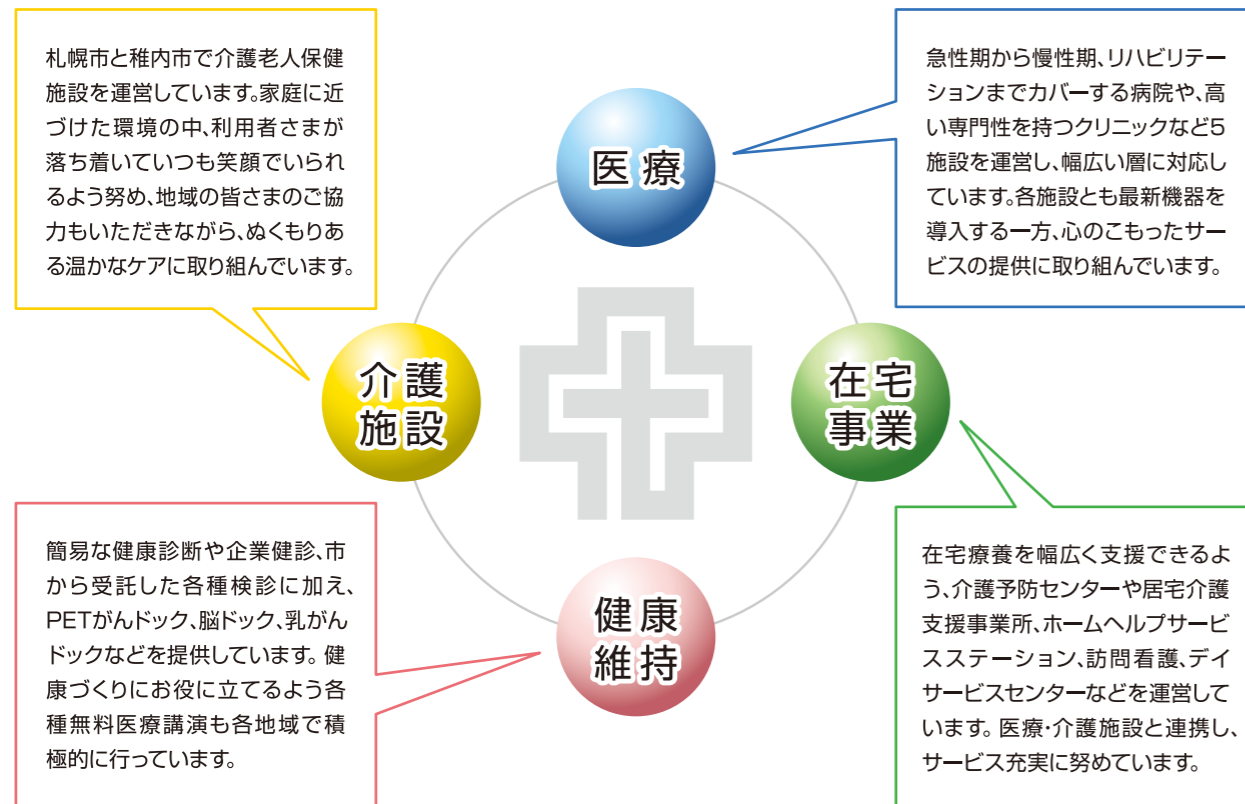 札幌市と稚内市で介護老人保健
施設を運営しています。家庭に近
づけた環境の中、利用者さまが
落ち着いていつも笑顔でいられ
るよう努め、地域の皆さまのご協
力もいただきながら、ぬくもりあ
る温かなケアに取り組んでいます。
医療
急性期から慢性期、リハビリテー
ションまでカバーする病院や、高
い専門性を持つクリニックなど5
施設を運営し、幅広い層に対応し
ています。各施設とも最新機器を
導入する一方、心のこもったサー
ビスの提供に取り組んでいます。
介護
施設
在宅
事業
簡易な健康診断や企業健診、市
から受託した各種検診に加え、
PETがんドック、脳ドック、乳がん
ドックなどを提供しています。健
康づくりにお役に立てるよう各
種無料医療講演も各地域で積
極的に行っています。
健康
維持
在宅療養を幅広く支援できるよ
う、介護予防センターや居宅介護
支援事業所、ホームヘルプサービ
スステーション、訪問看護、デイ
サービスセンターなどを運営して
います。医療・介護施設と連携し、
サービス充実に努めています。